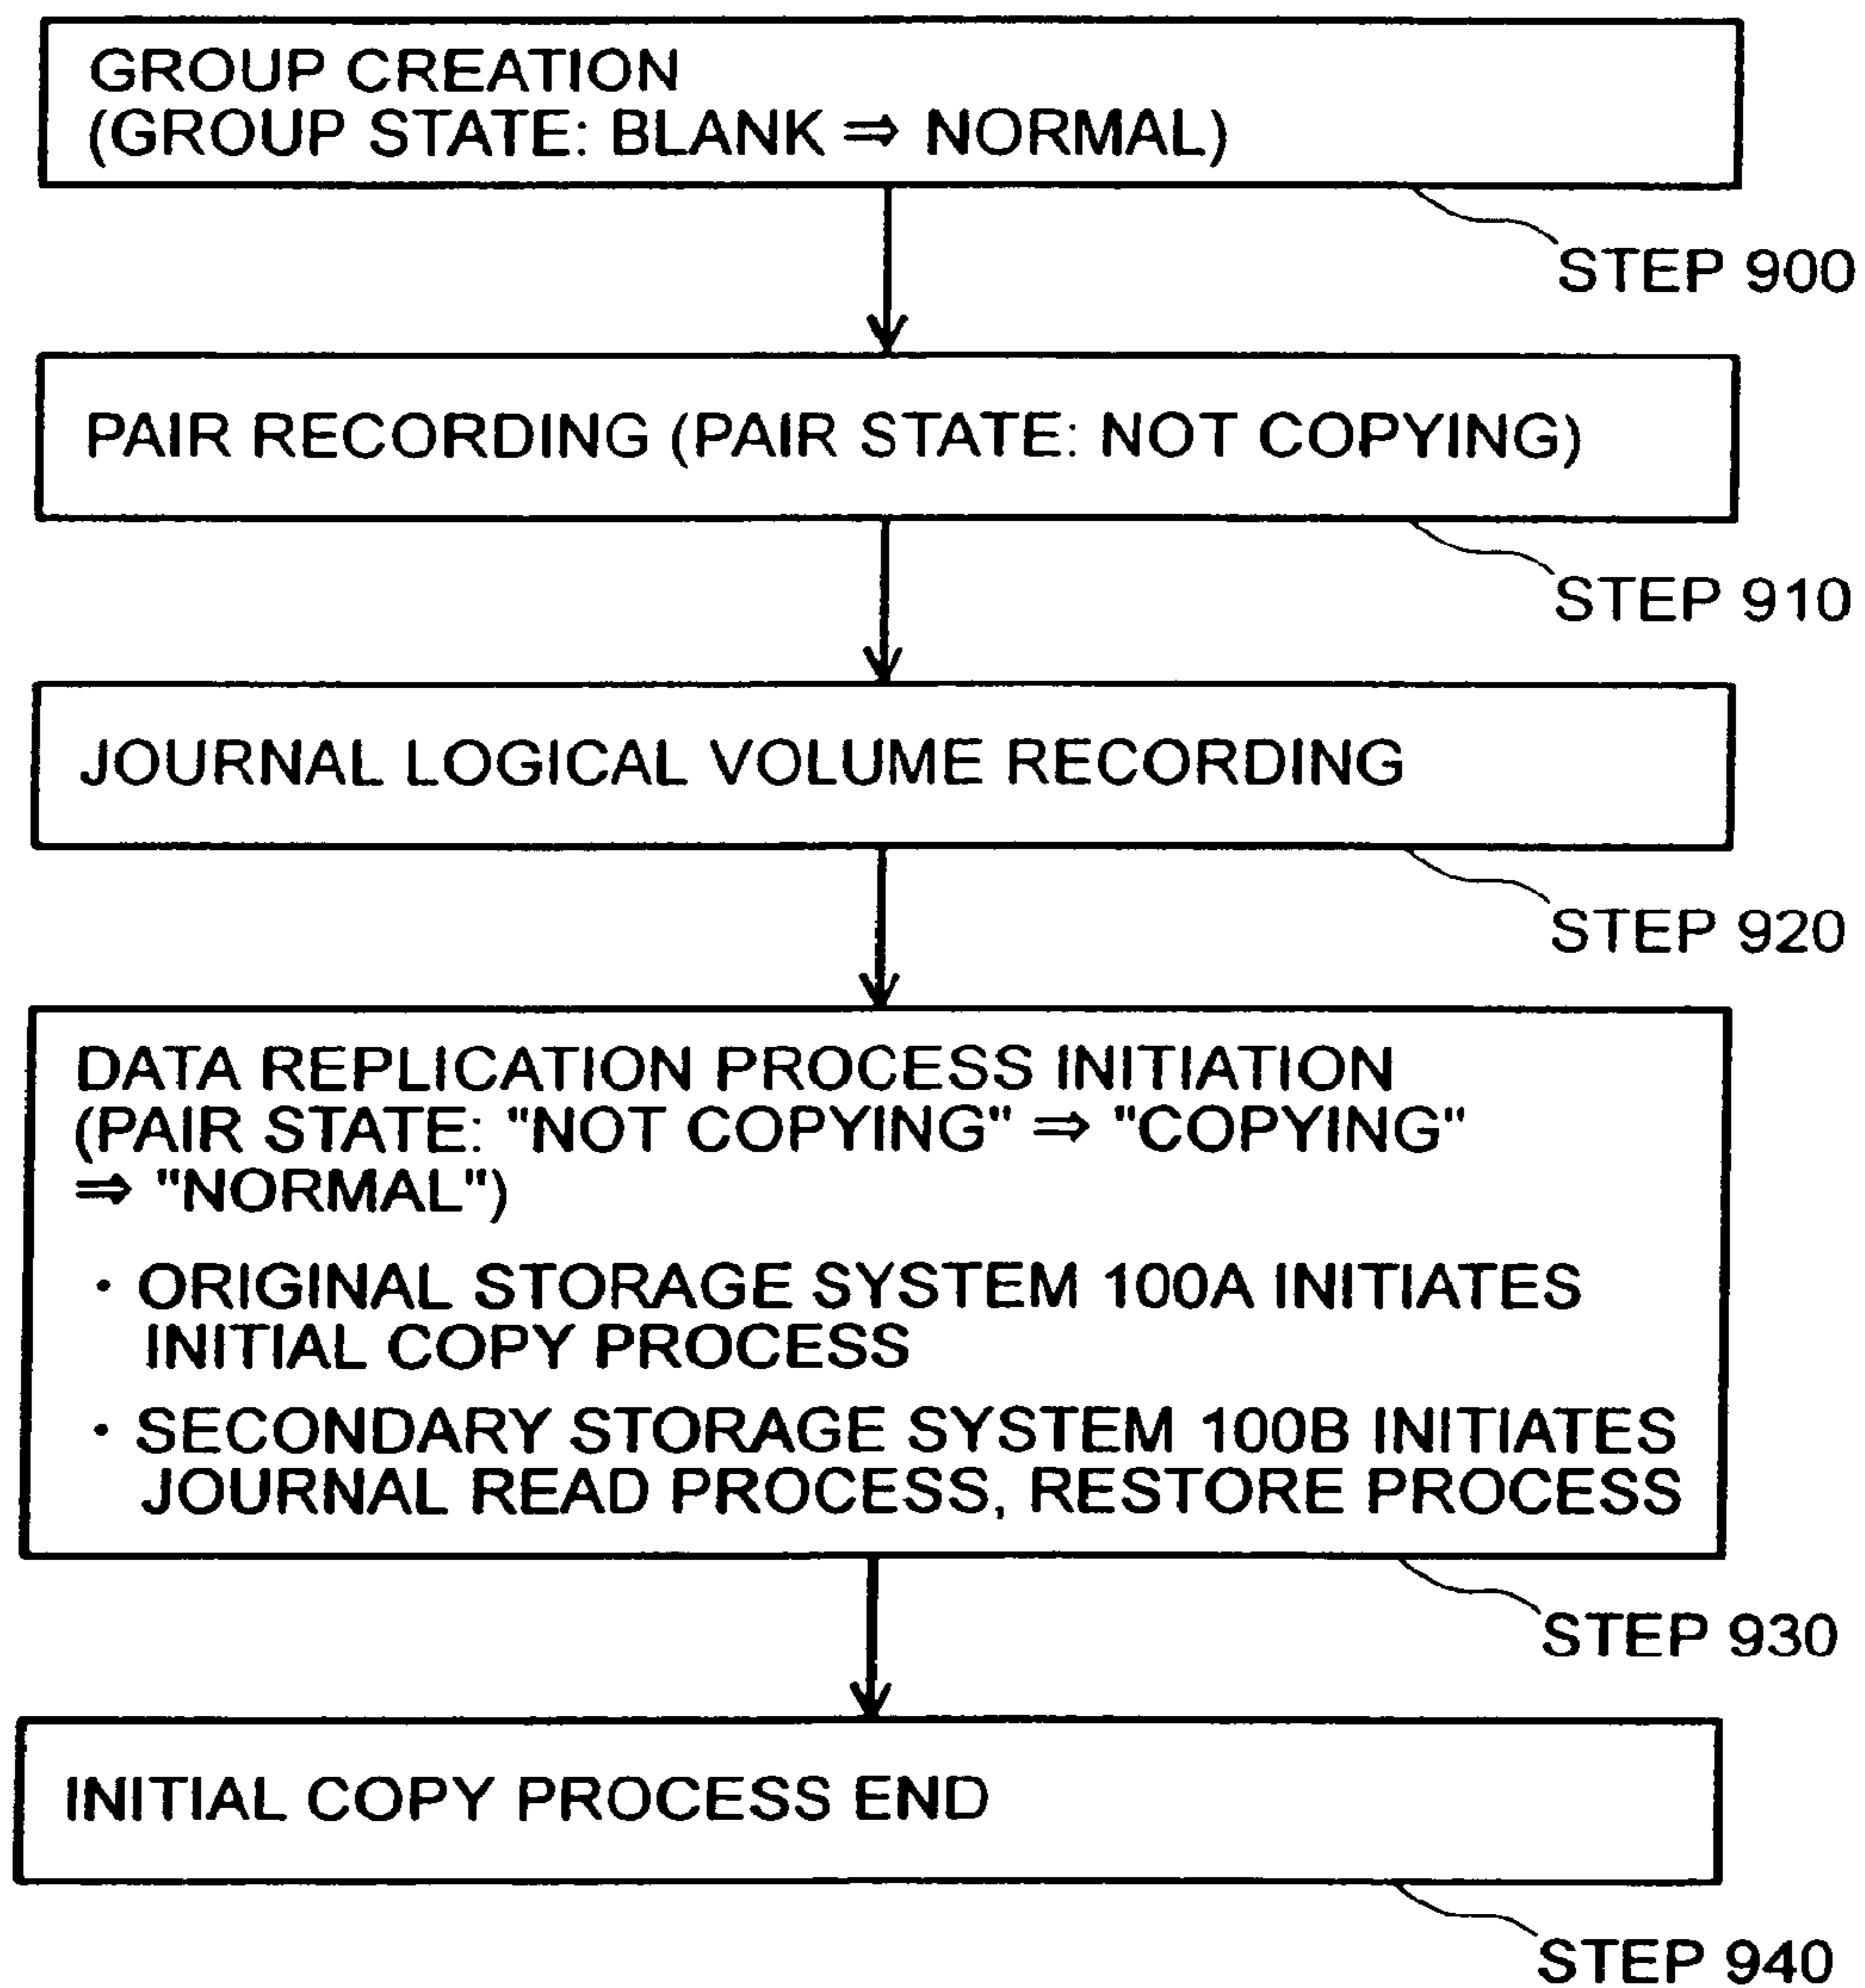 GROUP CREATION
(GROUP STATE: BLANK ⇒ NORMAL)
STEP 900
PAIR RECORDING (PAIR STATE: NOT COPYING)
STEP 910
JOURNAL LOGICAL VOLUME RECORDING
STEP 920
DATA REPLICATION PROCESS INITIATION
(PAIR STATE: "NOT COPYING" ⇒ "COPYING"
⇒ "NORMAL")
· ORIGINAL STORAGE SYSTEM 100A INITIATES
INITIAL COPY PROCESS
· SECONDARY STORAGE SYSTEM 100B INITIATES
JOURNAL READ PROCESS, RESTORE PROCESS
STEP 930
INITIAL COPY PROCESS END
STEP 940